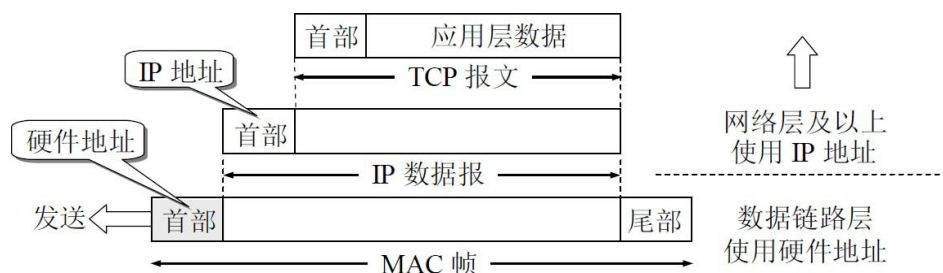 首部 应用层数据
TCP 报文
IP 地址
首部
网络层及以上
使用 IP 地址
硬件地址
IP 数据报
发送 首部 尾部
数据链路层
使用硬件地址
MAC 帧